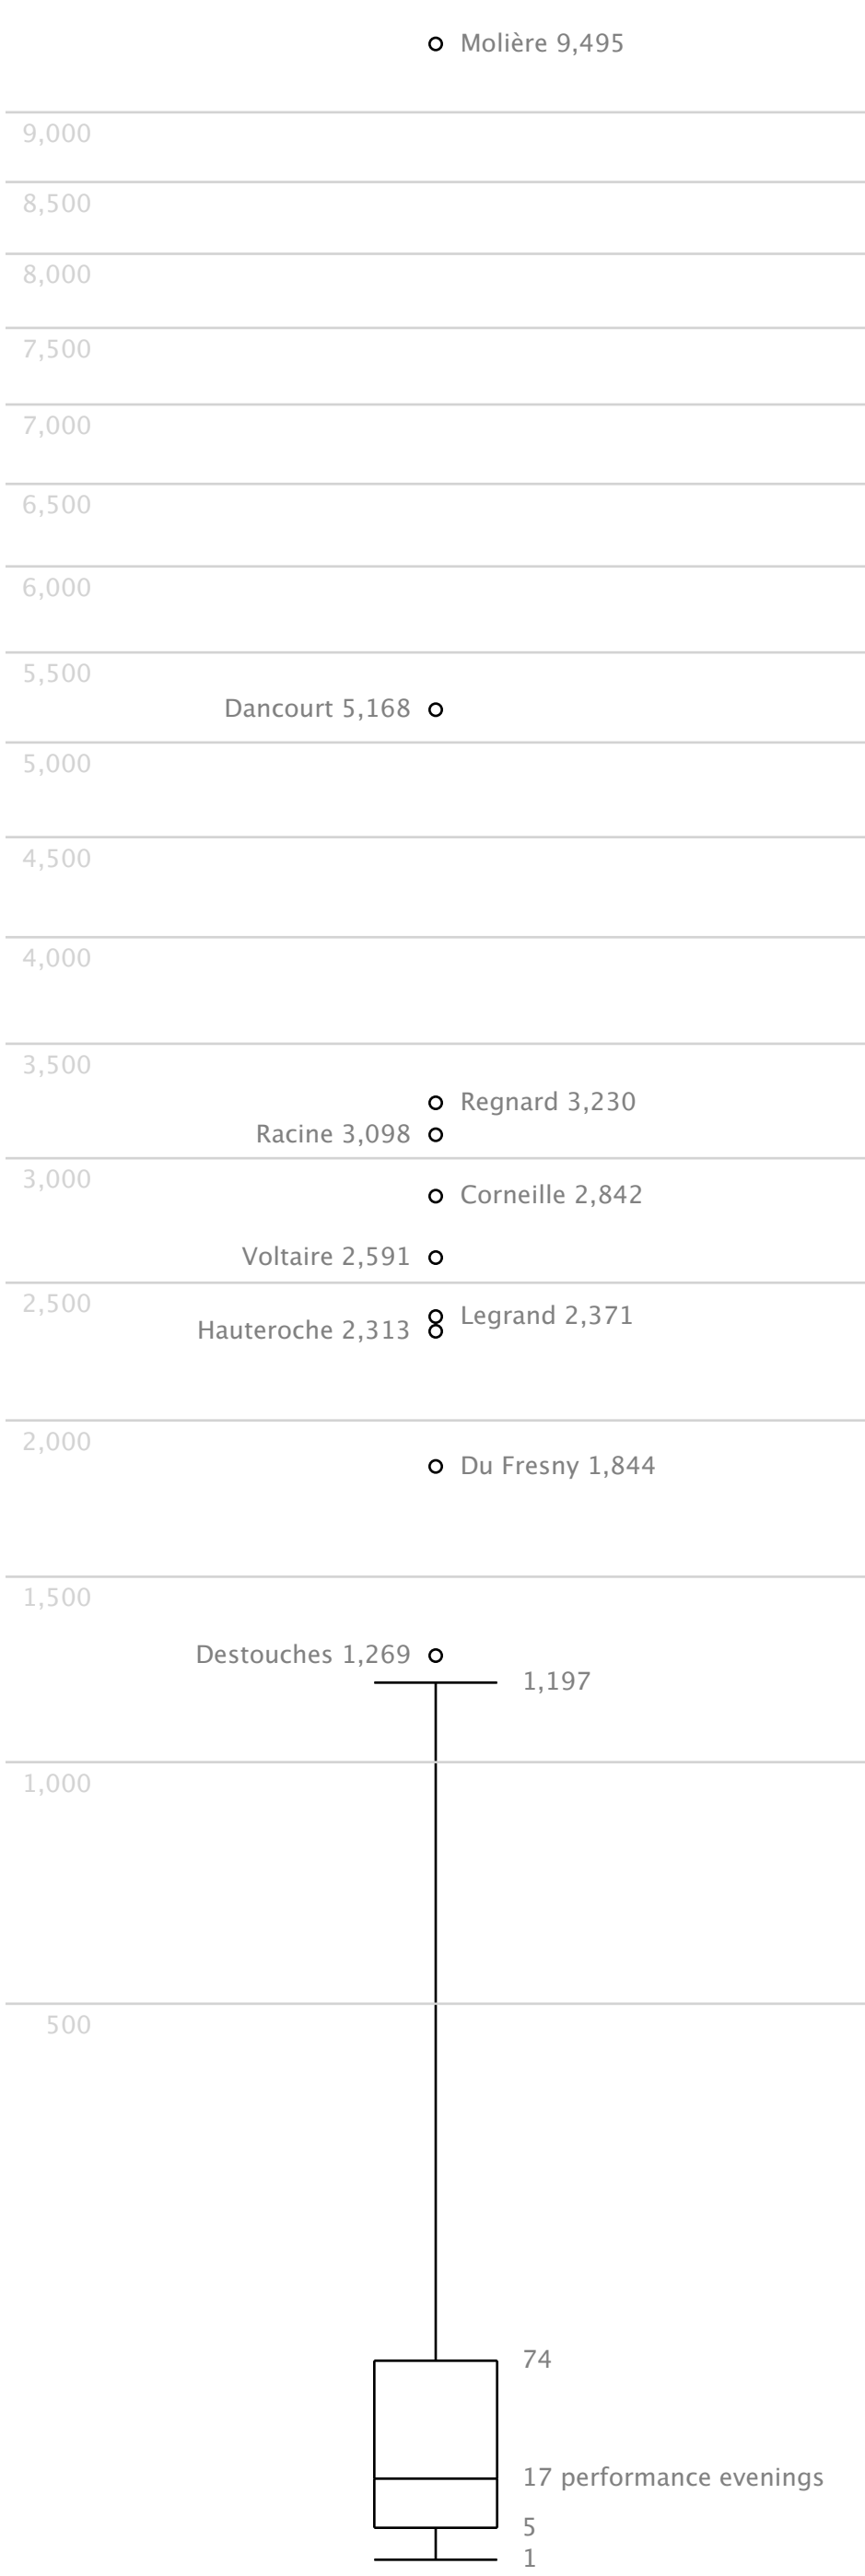 Molière 9,495
9,000
8,500
8,000
7,500
7,000
6,500
6,000
5,500
Dancourt 5,168
5,000
4,500
4,000
3,500
Regnard 3,230
Racine 3,098
3,000
Corneille 2,842
Voltaire 2,591
2,500
Legrand 2,371
Hauteroche 2,313
2,000
Du Fresny 1,844
1,500
Destouches 1,269
1,197
1,000
500
74
17 performance evenings
5
1